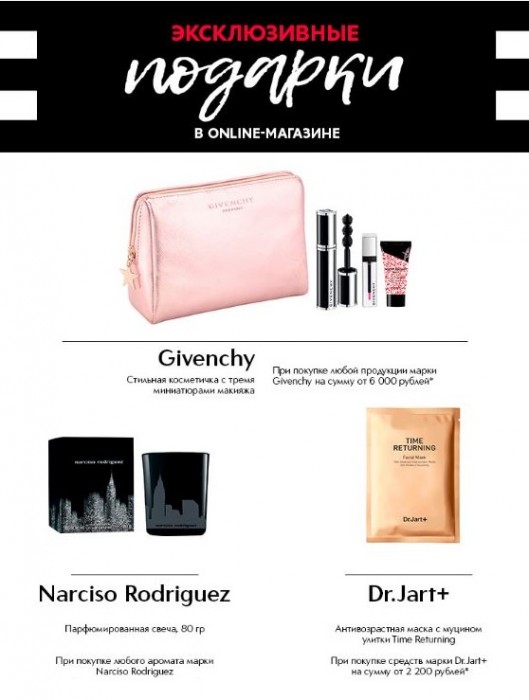 ЭКСКЛЮЗИВНЫЕ
подарки
В ONLINE-МАГАЗИНЕ
GIVENCHY
GIVENCHY
Givenchy
Стильная косметичка с тремя
миниатюрами макияжа
При покупке любой продукции марки
Givenchy на сумму от 6 000 рублей*
narciso rodriguez
narciso rodriguez
TIME
RETURNING
Facial Mask
Dr.Jart+
Narciso Rodriguez
Парфюмированная свеча, 80 гр
При покупке любого аромата марки
Narciso Rodriguez
Dr.Jart+
Антивозрастная маска с муцином
улитки Time Returning
При покупке средств марки Dr.Jart+
на сумму от 2 200 рублей*